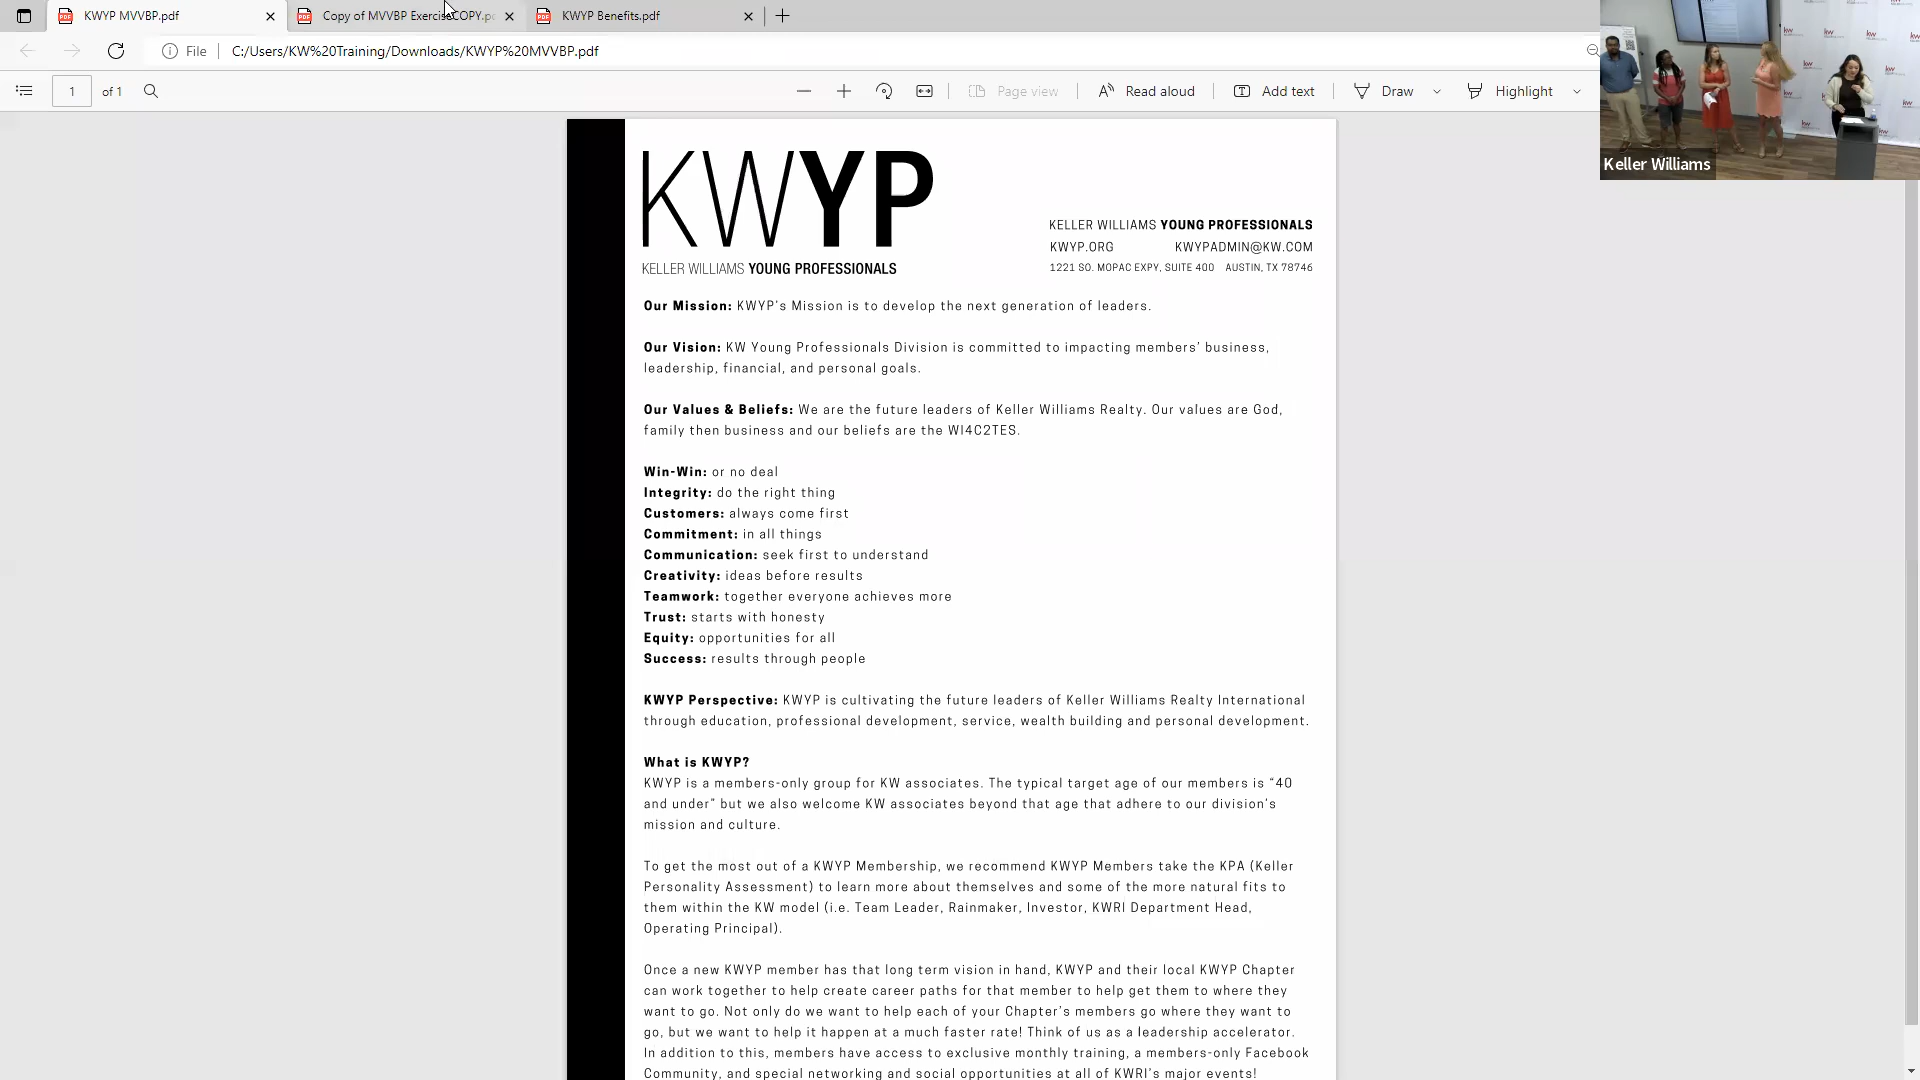 KWYP MVVBP.pdf
Copy of MVVBP Exercise COPY.pd
KWYP Benefits.pdf
File C:/Users/KW%20Training/Downloads/KWYP%20MVVBP.pdf
1 of 1
Page view
Read aloud
Add text
Draw
Highlight
Keller Williams
KWYP
KELLER WILLIAMS YOUNG PROFESSIONALS
KELLER WILLIAMS YOUNG PROFESSIONALS
KWYP.ORG KWYPADMIN@KW.COM
1221 SO. MOPAC EXPY, SUITE 400 AUSTIN, TX 78746
Our Mission: KWYP's Mission is to develop the next generation of leaders.
Our Vision: KW Young Professionals Division is committed to impacting members' business,
leadership, financial, and personal goals.
Our Values & Beliefs: We are the future leaders of Keller Williams Realty. Our values are God,
family then business and our beliefs are the WI4C2TES.
Win-Win: or no deal
Integrity: do the right thing
Customers: always come first
Commitment: in all things
Communication: seek first to understand
Creativity: ideas before results
Teamwork: together everyone achieves more
Trust: starts with honesty
Equity: opportunities for all
Success: results through people
KWYP Perspective: KWYP is cultivating the future leaders of Keller Williams Realty International
through education, professional development, service, wealth building and personal development.
What is KWYP?
KWYP is a members-only group for KW associates. The typical target age of our members is "40
and under" but we also welcome KW associates beyond that age that adhere to our division's
mission and culture.
To get the most out of a KWYP Membership, we recommend KWYP Members take the KPA (Keller
Personality Assessment) to learn more about themselves and some of the more natural fits to
them within the KW model (i.e. Team Leader, Rainmaker, Investor, KWRI Department Head,
Operating Principal).
Once a new KWYP member has that long term vision in hand, KWYP and their local KWYP Chapter
can work together to help create career paths for that member to help get them to where they
want to go. Not only do we want to help each of your Chapter's members go where they want to
go, but we want to help it happen at a much faster rate! Think of us as a leadership accelerator.
In addition to this, members have access to exclusive monthly training, a members-only Facebook
Community, and special networking and social opportunities at all of KWRI's major events!